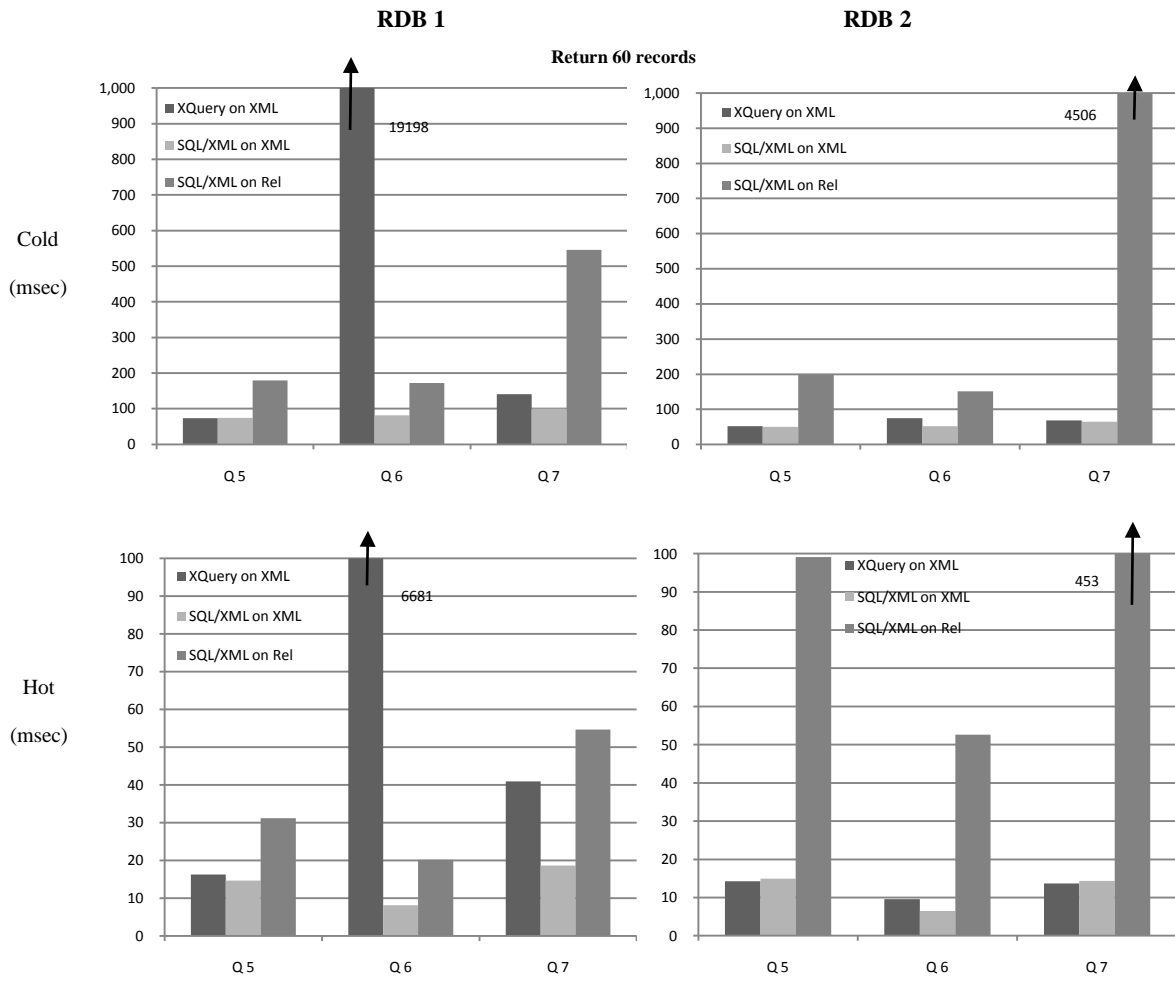 RDB 1
RDB 2
Return 60 records
Cold
(msec)
1,000
900
800
700
600
500
400
300
200
100
0
XQuery on XML
SQL/XML on XML
SQL/XML on Rel
19198
Q 5
Q 6
Q 7
1,000
900
800
700
600
500
400
300
200
100
0
XQuery on XML
SQL/XML on XML
SQL/XML on Rel
4506
Q 5
Q 6
Q 7
Hot
(msec)
100
90
80
70
60
50
40
30
20
10
0
XQuery on XML
SQL/XML on XML
SQL/XML on Rel
6681
Q 5
Q 6
Q 7
100
90
80
70
60
50
40
30
20
10
0
XQuery on XML
SQL/XML on XML
SQL/XML on Rel
453
Q 5
Q 6
Q 7